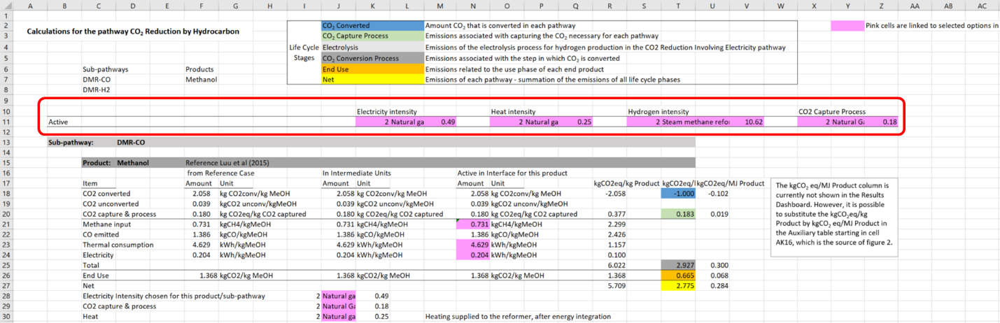 A B C D E F G H I J K L M N O P Q R S T U V W X Y Z AA AB AC
1
2 CO2 Converted Amount CO2 that is converted in each pathway Pink cells are linked to selected options in
3 Calculations for the pathway CO2 Reduction by Hydrocarbon CO2 Capture Process Emissions associated with capturing the CO2 necessary for each pathway
4 Life Cycle Electrolysis Emissions of the electrolysis process for hydrogen production in the CO2 Reduction Involving Electricity pathway
5 Stages CO2 Conversion Process Emissions associated with the step in which CO2 is converted
6 Sub-pathways Products End Use Emissions related to the use phase of each end product
7 DMR-CO Methanol Net Emissions of each pathway - summation of the emissions of all life cycle phases
8 DMR-H2
9
10 Electricity intensity Heat intensity Hydrogen intensity CO2 Capture Process
11 Active 2 Natural ga 0.49 2 Natural ga 0.25 2 Steam methane refo 10.62 2 Natural Ga 0.18
12
13 Sub-pathway: DMR-CO
14
15 Product: Methanol Reference Luu et al (2015)
16 from Reference Case In Intermediate Units Active in Interface for this product
17 Item Amount Unit Amount Unit Amount Unit kgCO2eq/kg Product kgCO2eq/l kgCO2eq/MJ Product
18 CO2 converted 2.058 kg CO2conv/kg MeOH 2.058 kg CO2conv/kg MeOH 2.058 kg CO2conv/kg MeOH -2.058 -1.000 -0.102
19 CO2 unconverted 0.039 kgCO2 unconv/kgMeOH 0.039 kgCO2 unconv/kgMeOH 0.039 kgCO2 unconv/kgMeOH
20 CO2 capture & process 0.180 kg CO2eq/kg CO2 captured 0.180 kg CO2eq/kg CO2 captured 0.180 kg CO2eq/kg CO2 captured 0.377 0.183 0.019
21 Methane input 0.731 kgCH4/kgMeOH 0.731 kgCH4/kgMeOH 0.731 kgCH4/kgMeOH 2.299
22 CO emitted 1.386 kgCO/kgMeOH 1.386 kgCO/kgMeOH 1.386 kgCO/kgMeOH 2.426
23 Thermal consumption 4.629 kWh/kgMeOH 4.629 kWh/kgMeOH 4.629 kWh/kgMeOH 1.157
24 Electricity 0.204 kWh/kgMeOH 0.204 kWh/kgMeOH 0.204 kWh/kgMeOH 0.100
25 Total 6.022 2.927 0.300
26 End Use 1.368 kgCO2/kg MeOH 1.368 kgCO2/kg MeOH 1.368 kgCO2/kg MeOH 1.368 0.665 0.068
27 Net 5.709 2.775 0.284
28 Electricity Intensity chosen for this product/sub-pathway 2 Natural ga 0.49
29 CO2 capture & process 2 Natural Ga 0.18
30 Heat 2 Natural ga 0.25 Heating supplied to the reformer, after energy integration
The kgCO2 eq/MJ Product column is
currently not shown in the Results
Dashboard. However, it is possible
to substitute the kgCO2eq/kg
Product by kgCO2 eq/MJ Product in
the Auxiliary table starting in cell
AK16, which is the source of figure 2.